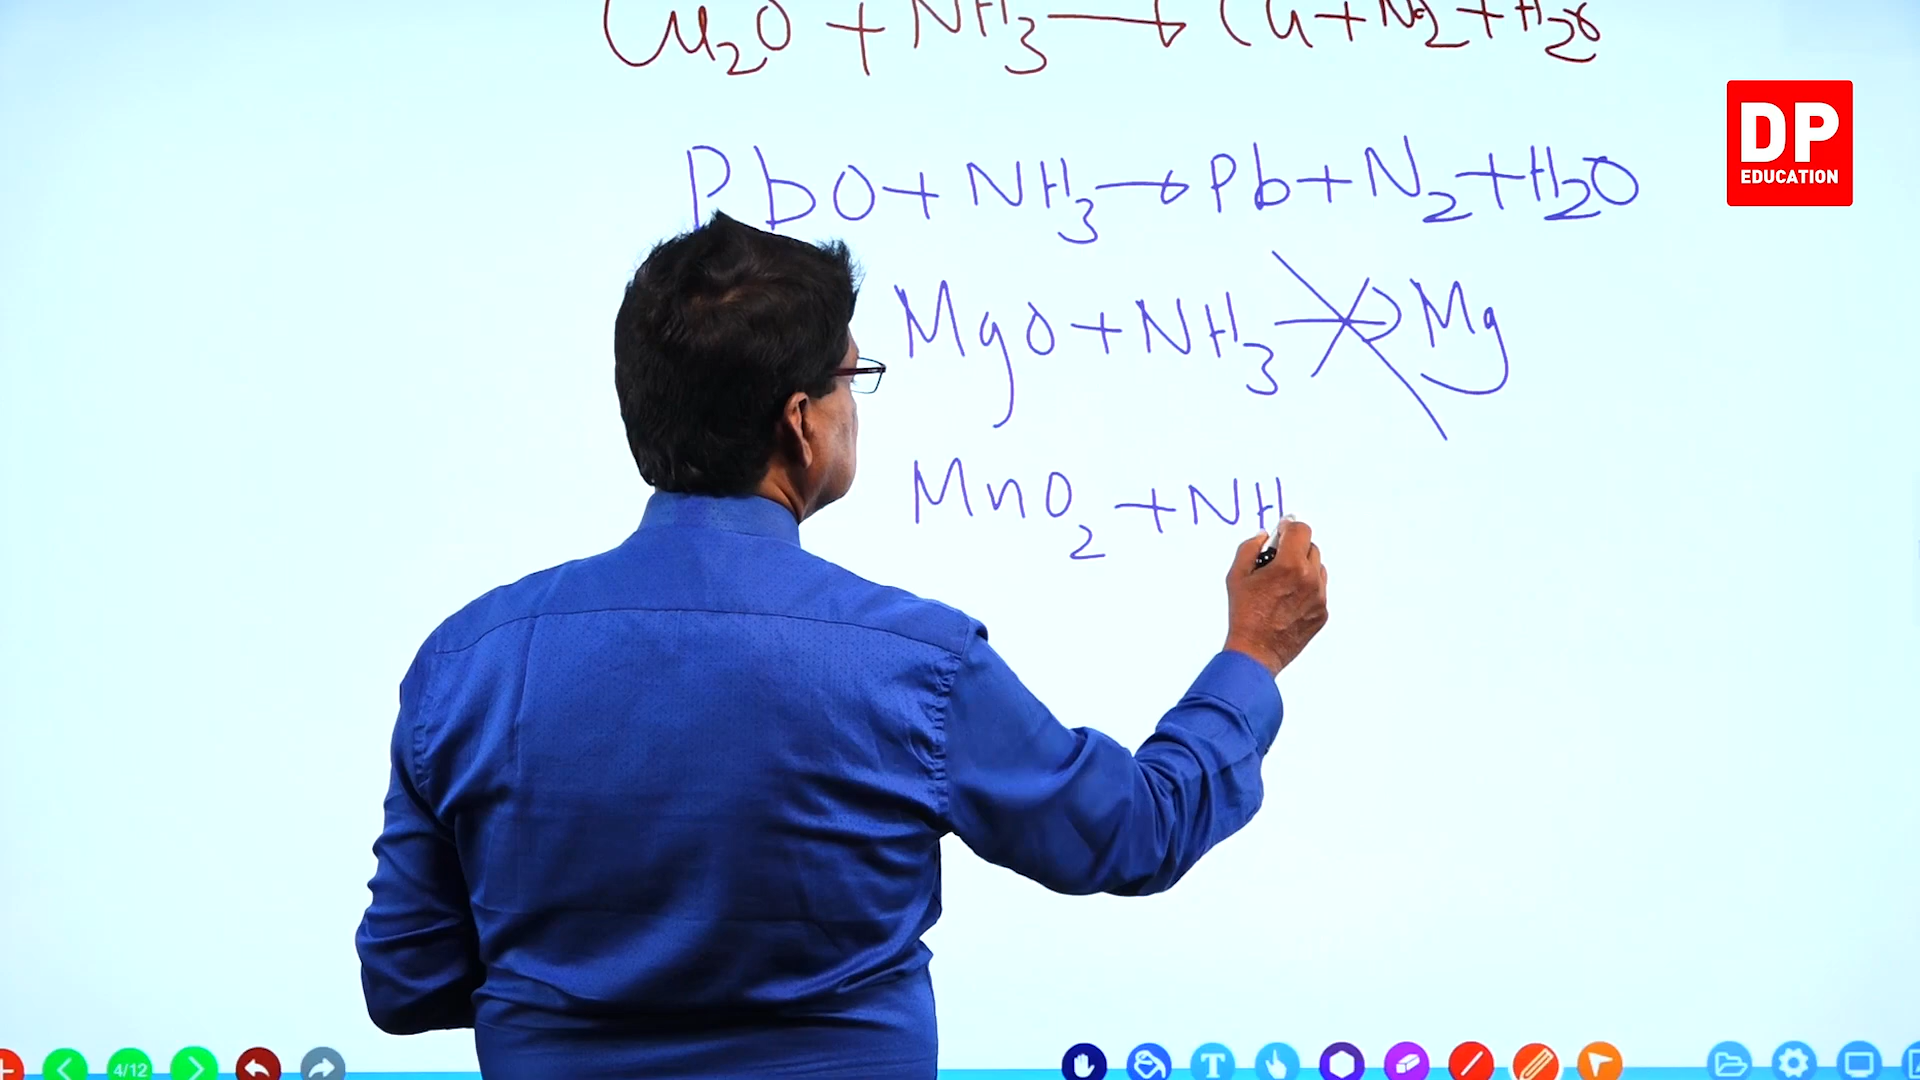 Cu₂O + NH₃ → Cu + N₂ + H₂O
DP
EDUCATION
PbO + NH₃ → Pb + N₂ + H₂O
MgO + NH₃ → Mg
MnO₂ + NH
4/12
T